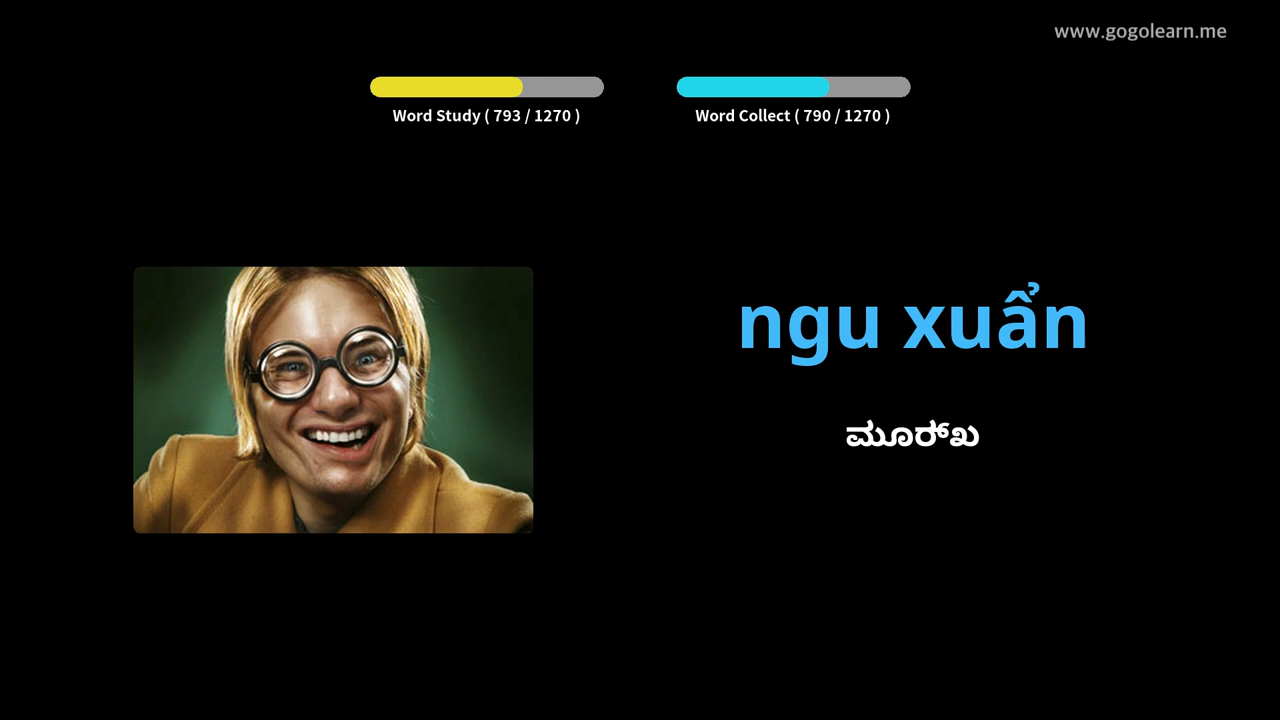 www.gogolearn.me
Word Study ( 793 / 1270 )
Word Collect ( 790 / 1270 )
ngu xuẩn
ಮೂರ್ಖ